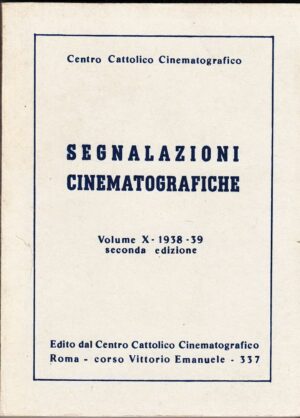 Centro Cattolico Cinematografico
SEGNALAZIONI
CINEMATOGRAFICHE
Volume X - 1938 - 39
seconda edizione
Edito dal Centro Cattolico Cinematografico
Roma - corso Vittorio Emanuele - 337